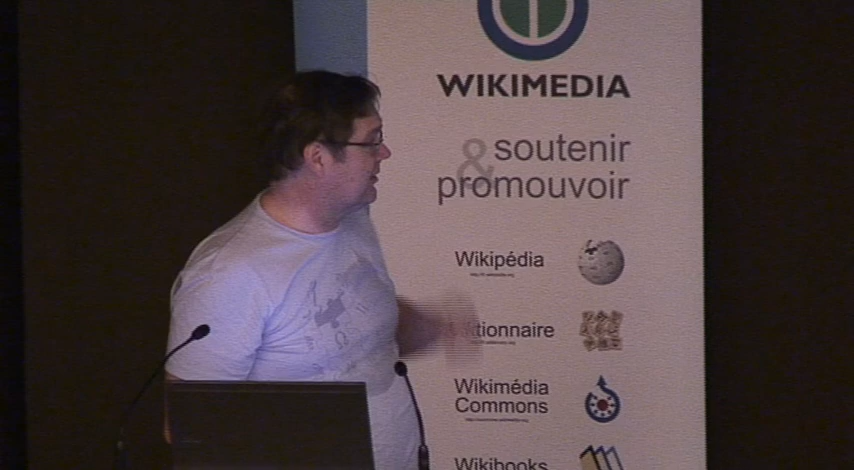 WIKIMEDIA
& soutenir
promouvoir
Wikipédia
tionnaire
Wikimédia
Commons
Wikibooks